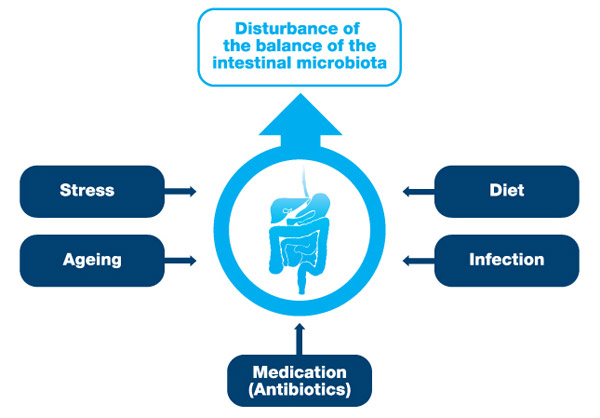 Disturbance of
the balance of the
intestinal microbiota
Stress
Diet
Ageing
Infection
Medication
(Antibiotics)